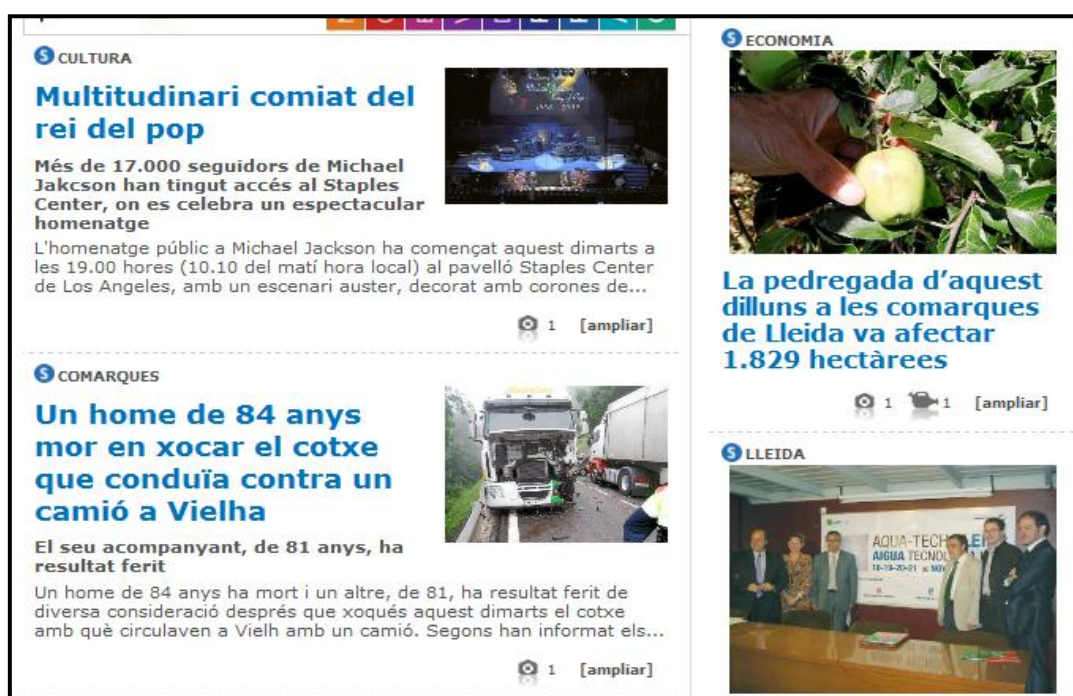 CULTURA
Multitudinari comiat del
rei del pop
Més de 17.000 seguidors de Michael
Jakcson han tingut accés al Staples
Center, on es celebra un espectacular
homenatge
L'homenatge públic a Michael Jackson ha començat aquest dimarts a
les 19.00 hores (10.10 del matí hora local) al pavelló Staples Center
de Los Angeles, amb un escenari auster, decorat amb corones de...
1 [ampliar]
COMARQUES
Un home de 84 anys
mor en xocar el cotxe
que conduïa contra un
camió a Vielha
El seu acompanyant, de 81 anys, ha
resultat ferit
Un home de 84 anys ha mort i un altre, de 81, ha resultat ferit de
diversa consideració després que xoqués aquest dimarts el cotxe
amb què circulaven a Vielh amb un camió. Segons han informat els...
1 [ampliar]
ECONOMIA
La pedregada d’aquest
dilluns a les comarques
de Lleida va afectar
1.829 hectàrees
1 1 [ampliar]
LLEIDA
AQUA-TECH
AIGUA
18-19-20-21